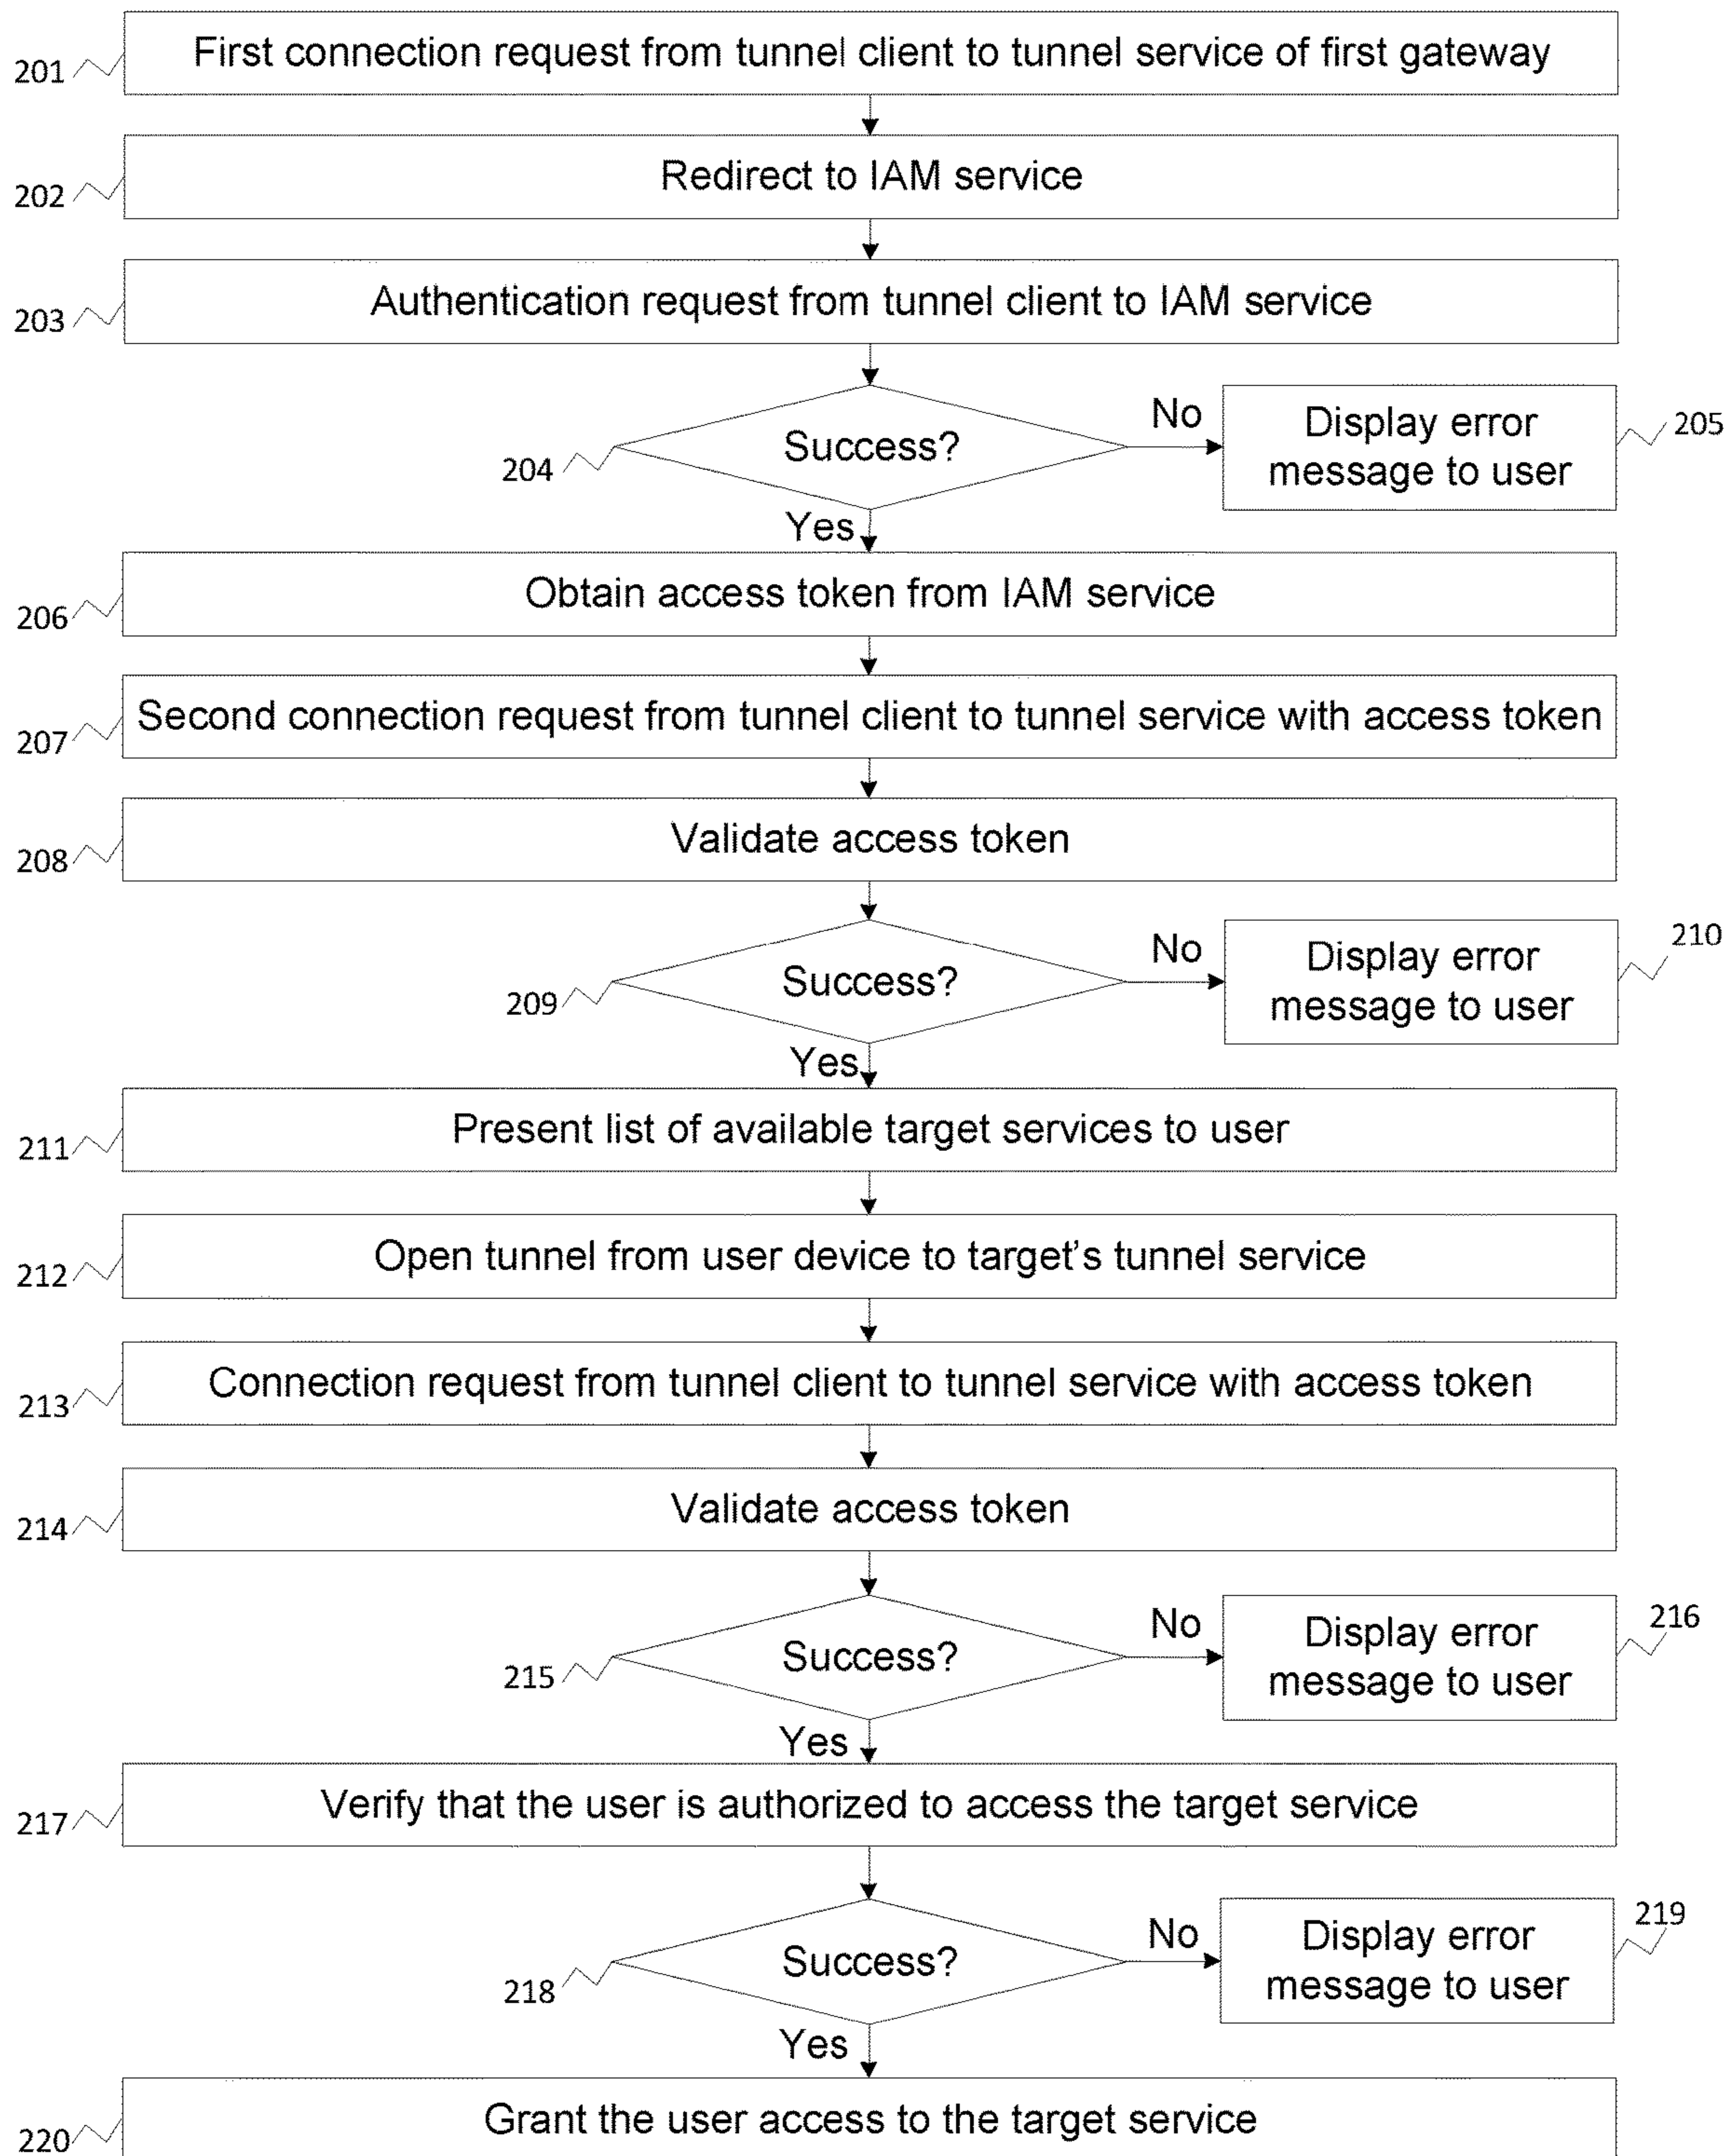 First connection request from tunnel client to tunnel service of first gateway
201
Redirect to IAM service
202
Authentication request from tunnel client to IAM service
203
Success?
204
No
Display error
message to user
205
Yes
Obtain access token from IAM service
206
Second connection request from tunnel client to tunnel service with access token
207
Validate access token
208
Success?
209
No
Display error
message to user
210
Yes
Present list of available target services to user
211
Open tunnel from user device to target's tunnel service
212
Connection request from tunnel client to tunnel service with access token
213
Validate access token
214
Success?
215
No
Display error
message to user
216
Yes
Verify that the user is authorized to access the target service
217
Success?
218
No
Display error
message to user
219
Yes
Grant the user access to the target service
220